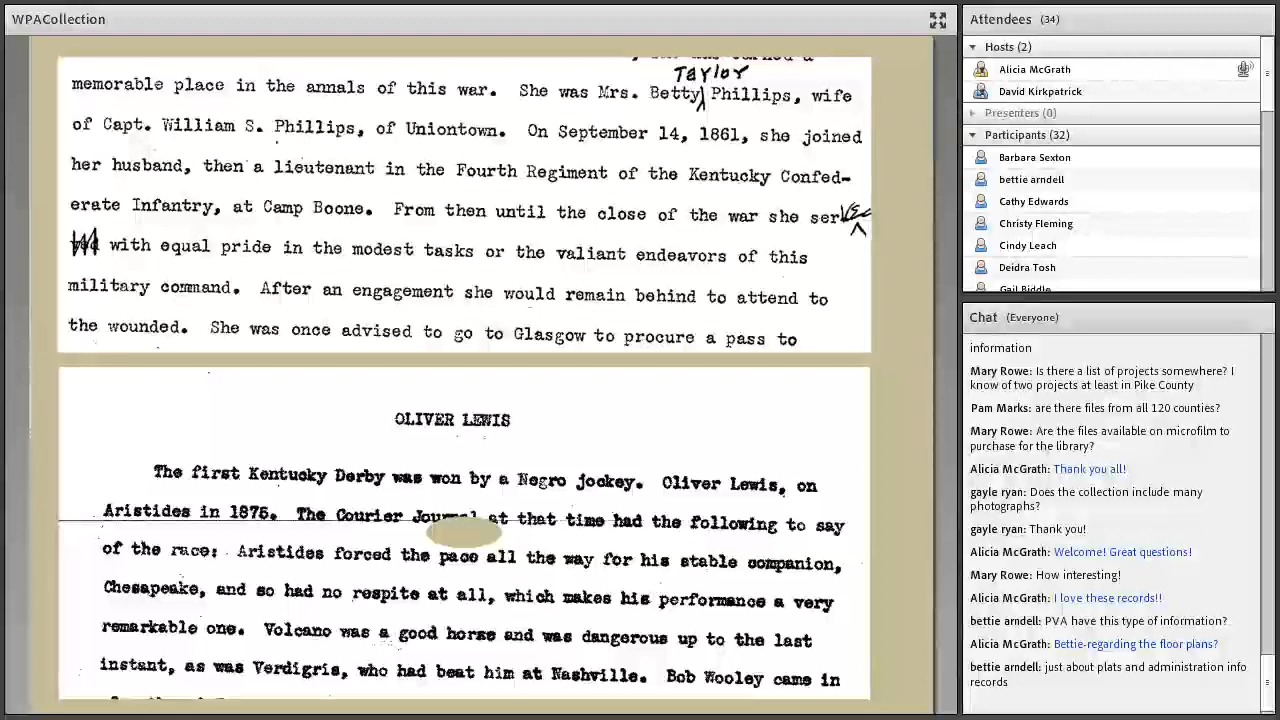 WPACollection
memorable place in the annals of this war. She was Mrs. Betty Taylor Phillips, wife
of Capt. William S. Phillips, of Uniontown. On September 14, 1861, she joined
her husband, then a lieutenant in the Fourth Regiment of the Kentucky Confed-
erate Infantry, at Camp Boone. From then until the close of the war she served
with equal pride in the modest tasks or the valiant endeavors of this
military command. After an engagement she would remain behind to attend to
the wounded. She was once advised to go to Glasgow to procure a pass to
OLIVER LEWIS
The first Kentucky Derby was won by a Negro jockey. Oliver Lewis, on
Aristides in 1875. The Courier Journal at that time had the following to say
of the race: Aristides forced the pace all the way for his stable companion,
Chesapeake, and so had no respite at all, which makes his performance a very
remarkable one. Volcano was a good horse and was dangerous up to the last
instant, as was Verdigris, who had beat him at Nashville. Bob Wooley came in
Attendees (34)
Hosts (2)
Alicia McGrath
David Kirkpatrick
Presenters (0)
Participants (32)
Barbara Sexton
bettie arndell
Cathy Edwards
Christy Fleming
Cindy Leach
Deidra Tosh
Gail Biddle
Chat (Everyone)
information
Mary Rowe: Is there a list of projects somewhere? I
know of two projects at least in Pike County
Pam Marks: are there files from all 120 counties?
Mary Rowe: Are the files available on microfilm to
purchase for the library?
Alicia McGrath: Thank you all!
gayle ryan: Does the collection include many
photographs?
gayle ryan: Thank you!
Alicia McGrath: Welcome! Great questions!
Mary Rowe: How interesting!
Alicia McGrath: I love these records!!
bettie arndell: PVA have this type of information?
Alicia McGrath: Bettie-regarding the floor plans?
bettie arndell: just about plats and administration info
records